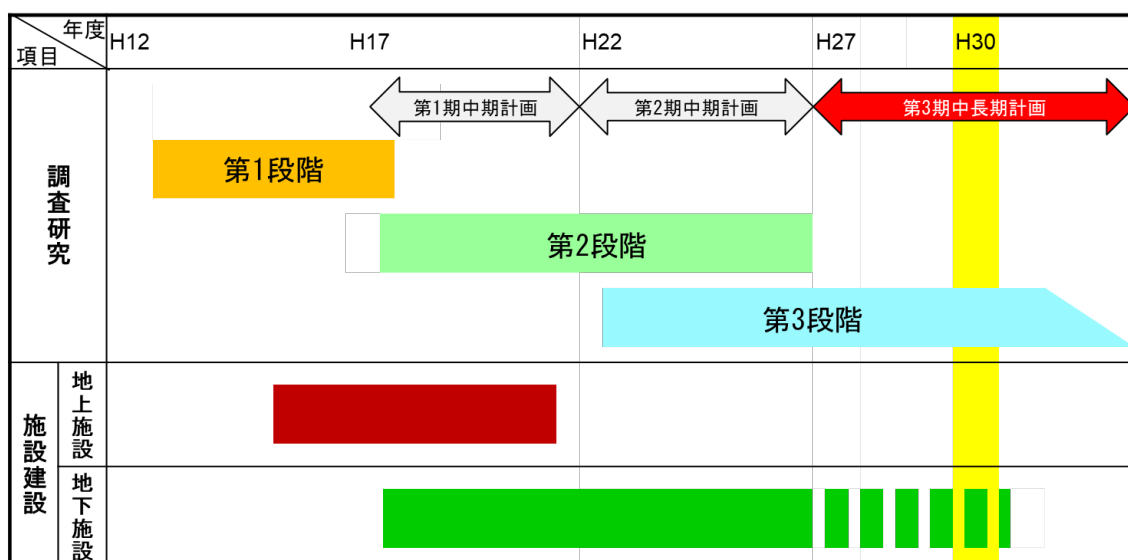 年度
項目
H12
H17
H22
H27
H30
第1期中期計画
第2期中期計画
第3期中長期計画
調査研究
第1段階
第2段階
第3段階
施設建設
地上施設
地下施設